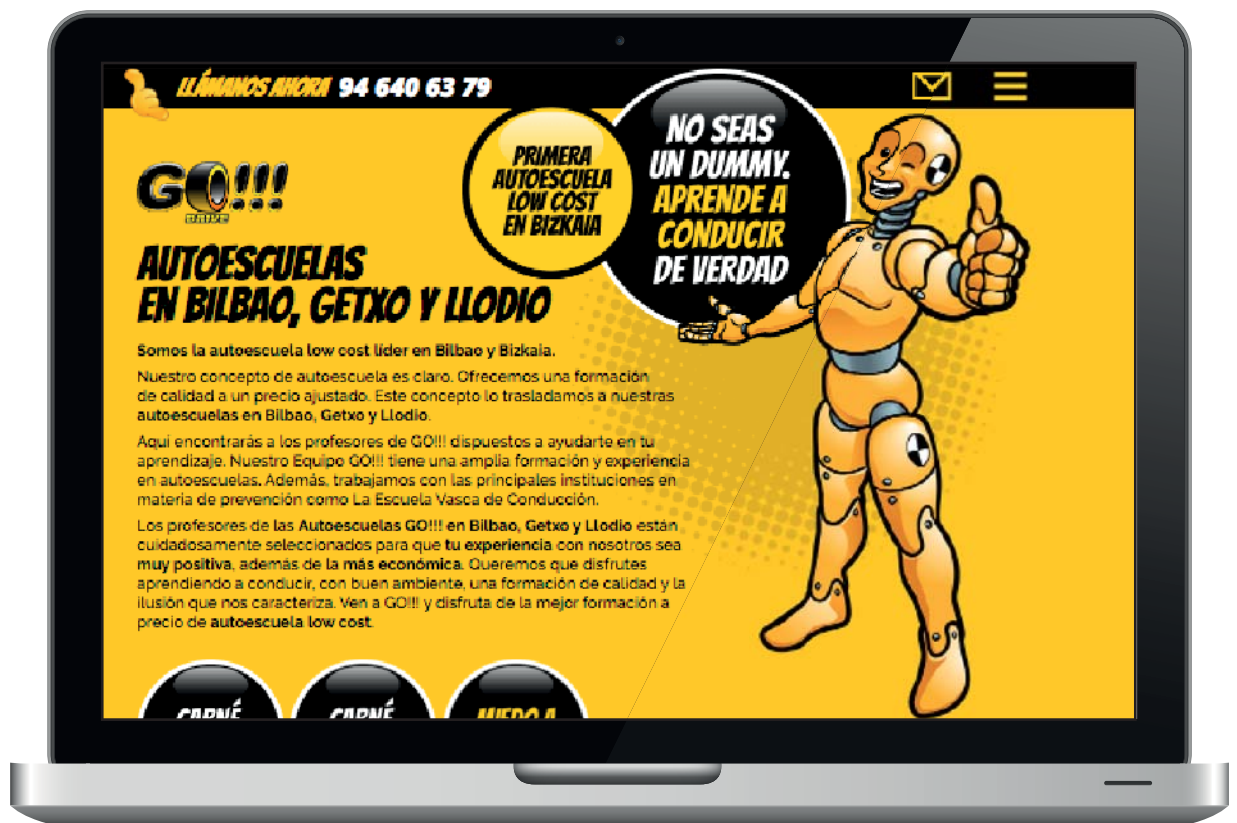 LLÁMANOS AHORA 94 640 63 79
GO!!!
DRIVE
PRIMERA
AUTOESCUELA
LOW COST
EN BIZKAIA
NO SEAS
UN DUMMY.
APRENDE A
CONDUCIR
DE VERDAD
AUTOESCUELAS
EN BILBAO, GETXO Y LLODIO
Somos la autoescuela low cost líder en Bilbao y Bizkaia.
Nuestro concepto de autoescuela es claro. Ofrecemos una formación
de calidad a un precio ajustado. Este concepto lo trasladamos a nuestras
autoescuelas en Bilbao, Getxo y Llodio.
Aquí encontrarás a los profesores de GO!!! dispuestos a ayudarte en tu
aprendizaje. Nuestro Equipo GO!!! tiene una amplia formación y experiencia
en autoescuelas. Además, trabajamos con las principales instituciones en
materia de prevención como La Escuela Vasca de Conducción.
Los profesores de las Autoescuelas GO!!! en Bilbao, Getxo y Llodio están
cuidadosamente seleccionados para que tu experiencia con nosotros sea
muy positiva, además de la más económica. Queremos que disfrutes
aprendiendo a conducir, con buen ambiente, una formación de calidad y la
ilusión que nos caracteriza. Ven a GO!!! y disfruta de la mejor formación a
precio de autoescuela low cost.
CARNÉ
CARNÉ
MIEDO A